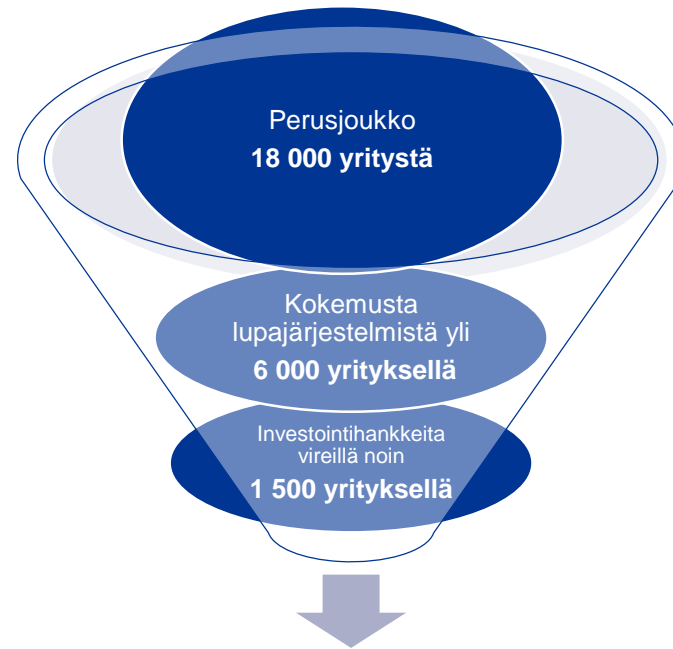 Perusjoukko
18 000 yritystä
Kokemusta
lupajärjestelmistä yli
6 000 yrityksellä
Investointihankkeita
vireillä noin
1 500 yrityksellä